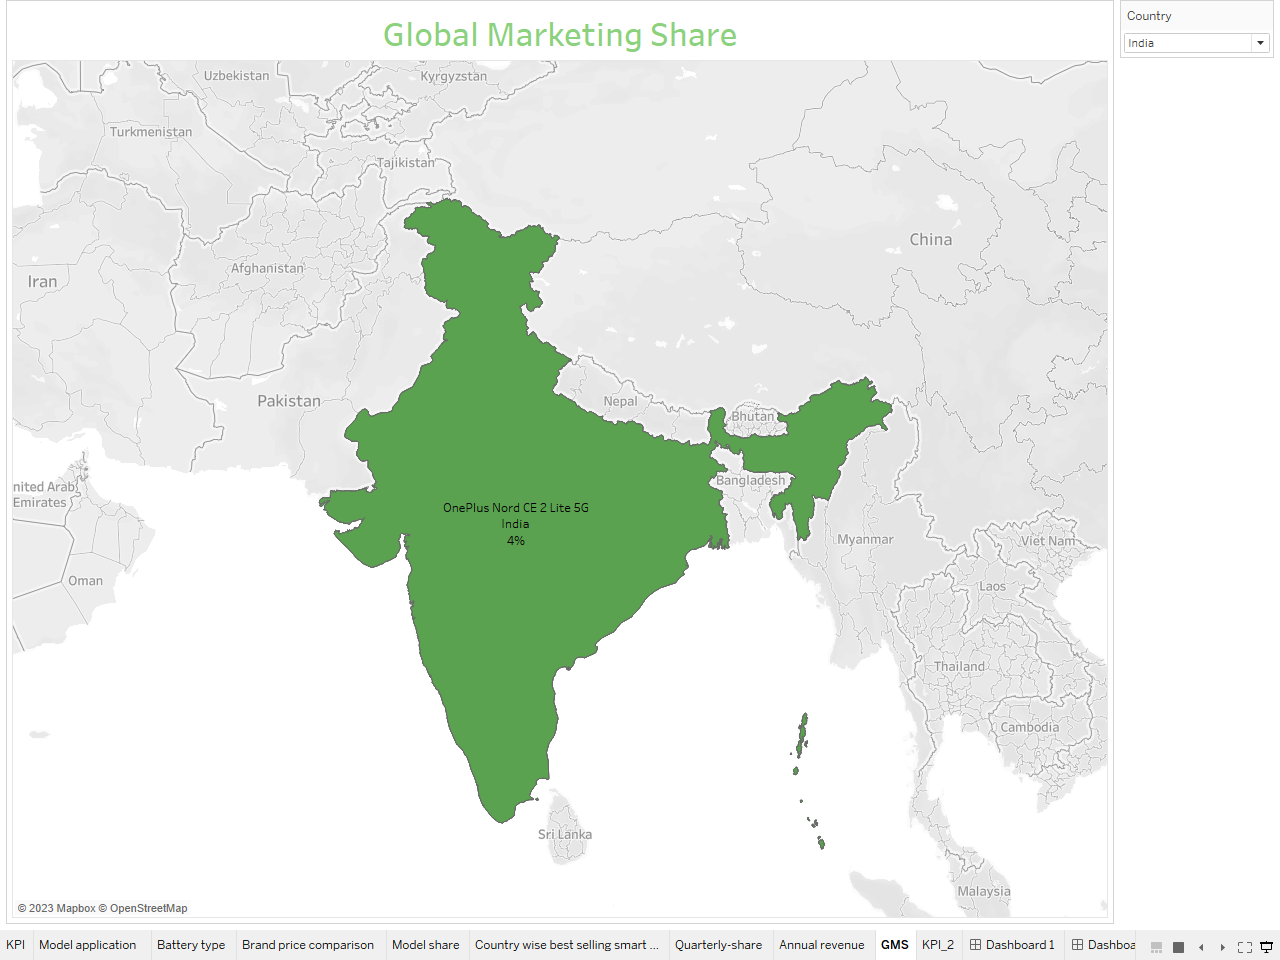 Global Marketing Share
Country
India
Uzbekistan
Kyrgyzstan
Turkmenistan
Tajikistan
China
Afghanistan
Iran
Pakistan
Nepal
Bhutan
Bangladesh
nited Arab
Emirates
OnePlus Nord CE 2 Lite 5G
India
4%
Myanmar
Viet Nam
Oman
Laos
Thailand
Cambodia
Sri Lanka
Malaysia
© 2023 Mapbox © OpenStreetMap
KPI
Model application
Battery type
Brand price comparison
Model share
Country wise best selling smart ...
Quarterly-share
Annual revenue
GMS
KPI_2
Dashboard 1
Dashboa